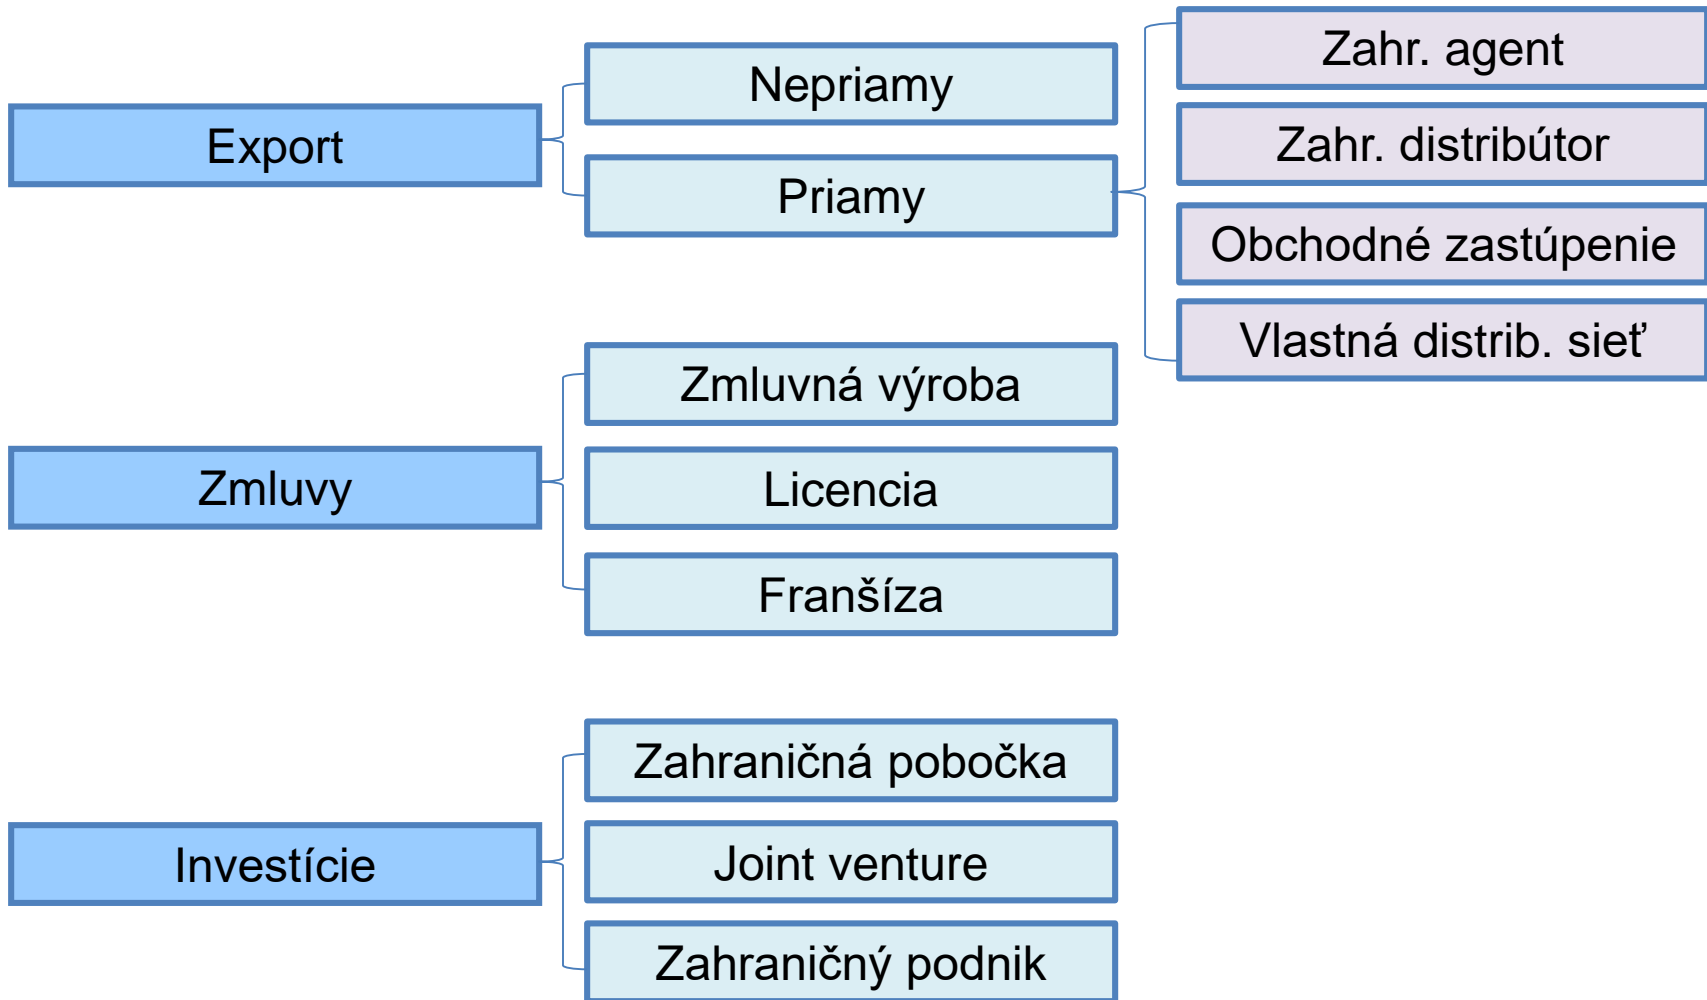 Export
Nepriamy
Priamy
Zahr. agent
Zahr. distribútor
Obchodné zastúpenie
Vlastná distrib. sieť
Zmluvy
Zmluvná výroba
Licencia
Franšíza
Investície
Zahraničná pobočka
Joint venture
Zahraničný podnik